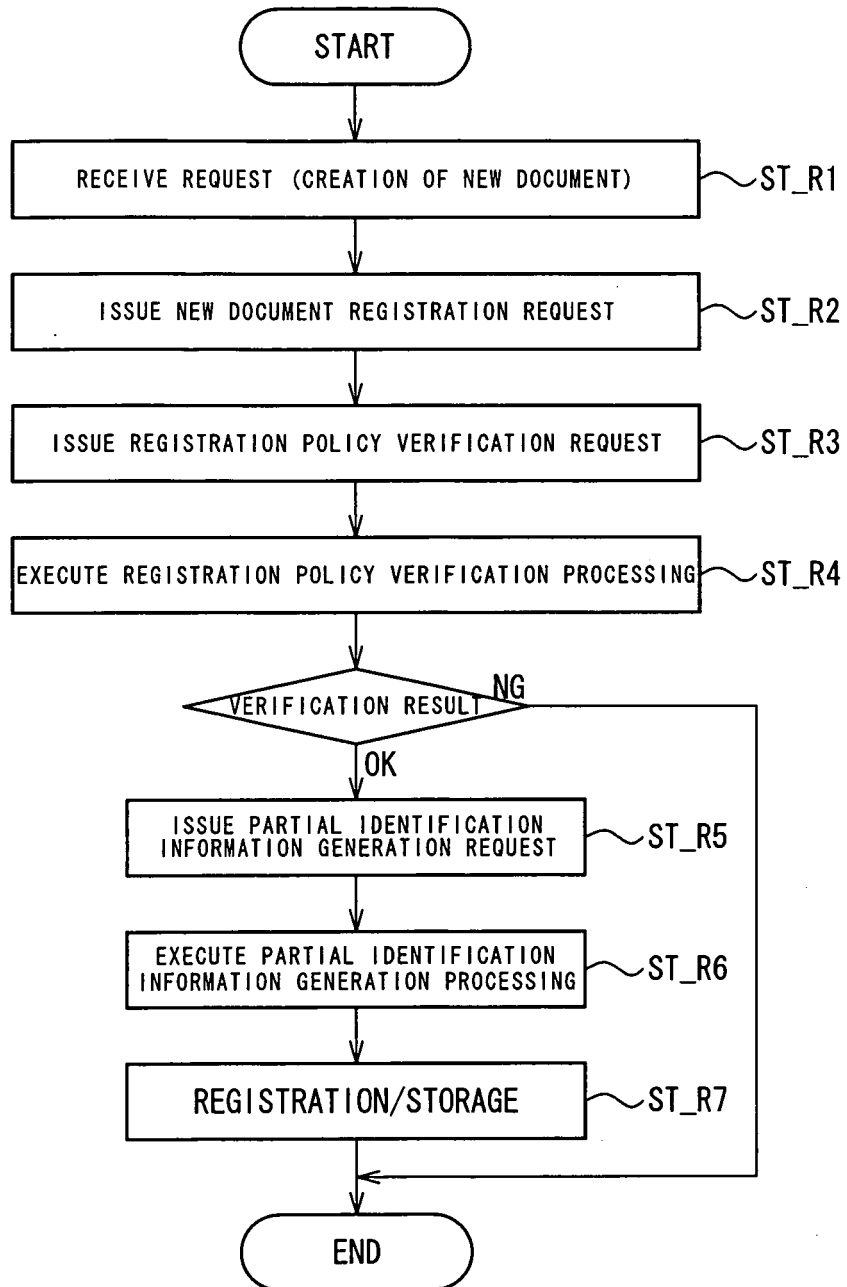 START
RECEIVE REQUEST (CREATION OF NEW DOCUMENT)
ST_R1
ISSUE NEW DOCUMENT REGISTRATION REQUEST
ST_R2
ISSUE REGISTRATION POLICY VERIFICATION REQUEST
ST_R3
EXECUTE REGISTRATION POLICY VERIFICATION PROCESSING
ST_R4
VERIFICATION RESULT
NG
OK
ISSUE PARTIAL IDENTIFICATION
INFORMATION GENERATION REQUEST
ST_R5
EXECUTE PARTIAL IDENTIFICATION
INFORMATION GENERATION PROCESSING
ST_R6
REGISTRATION/STORAGE
ST_R7
END